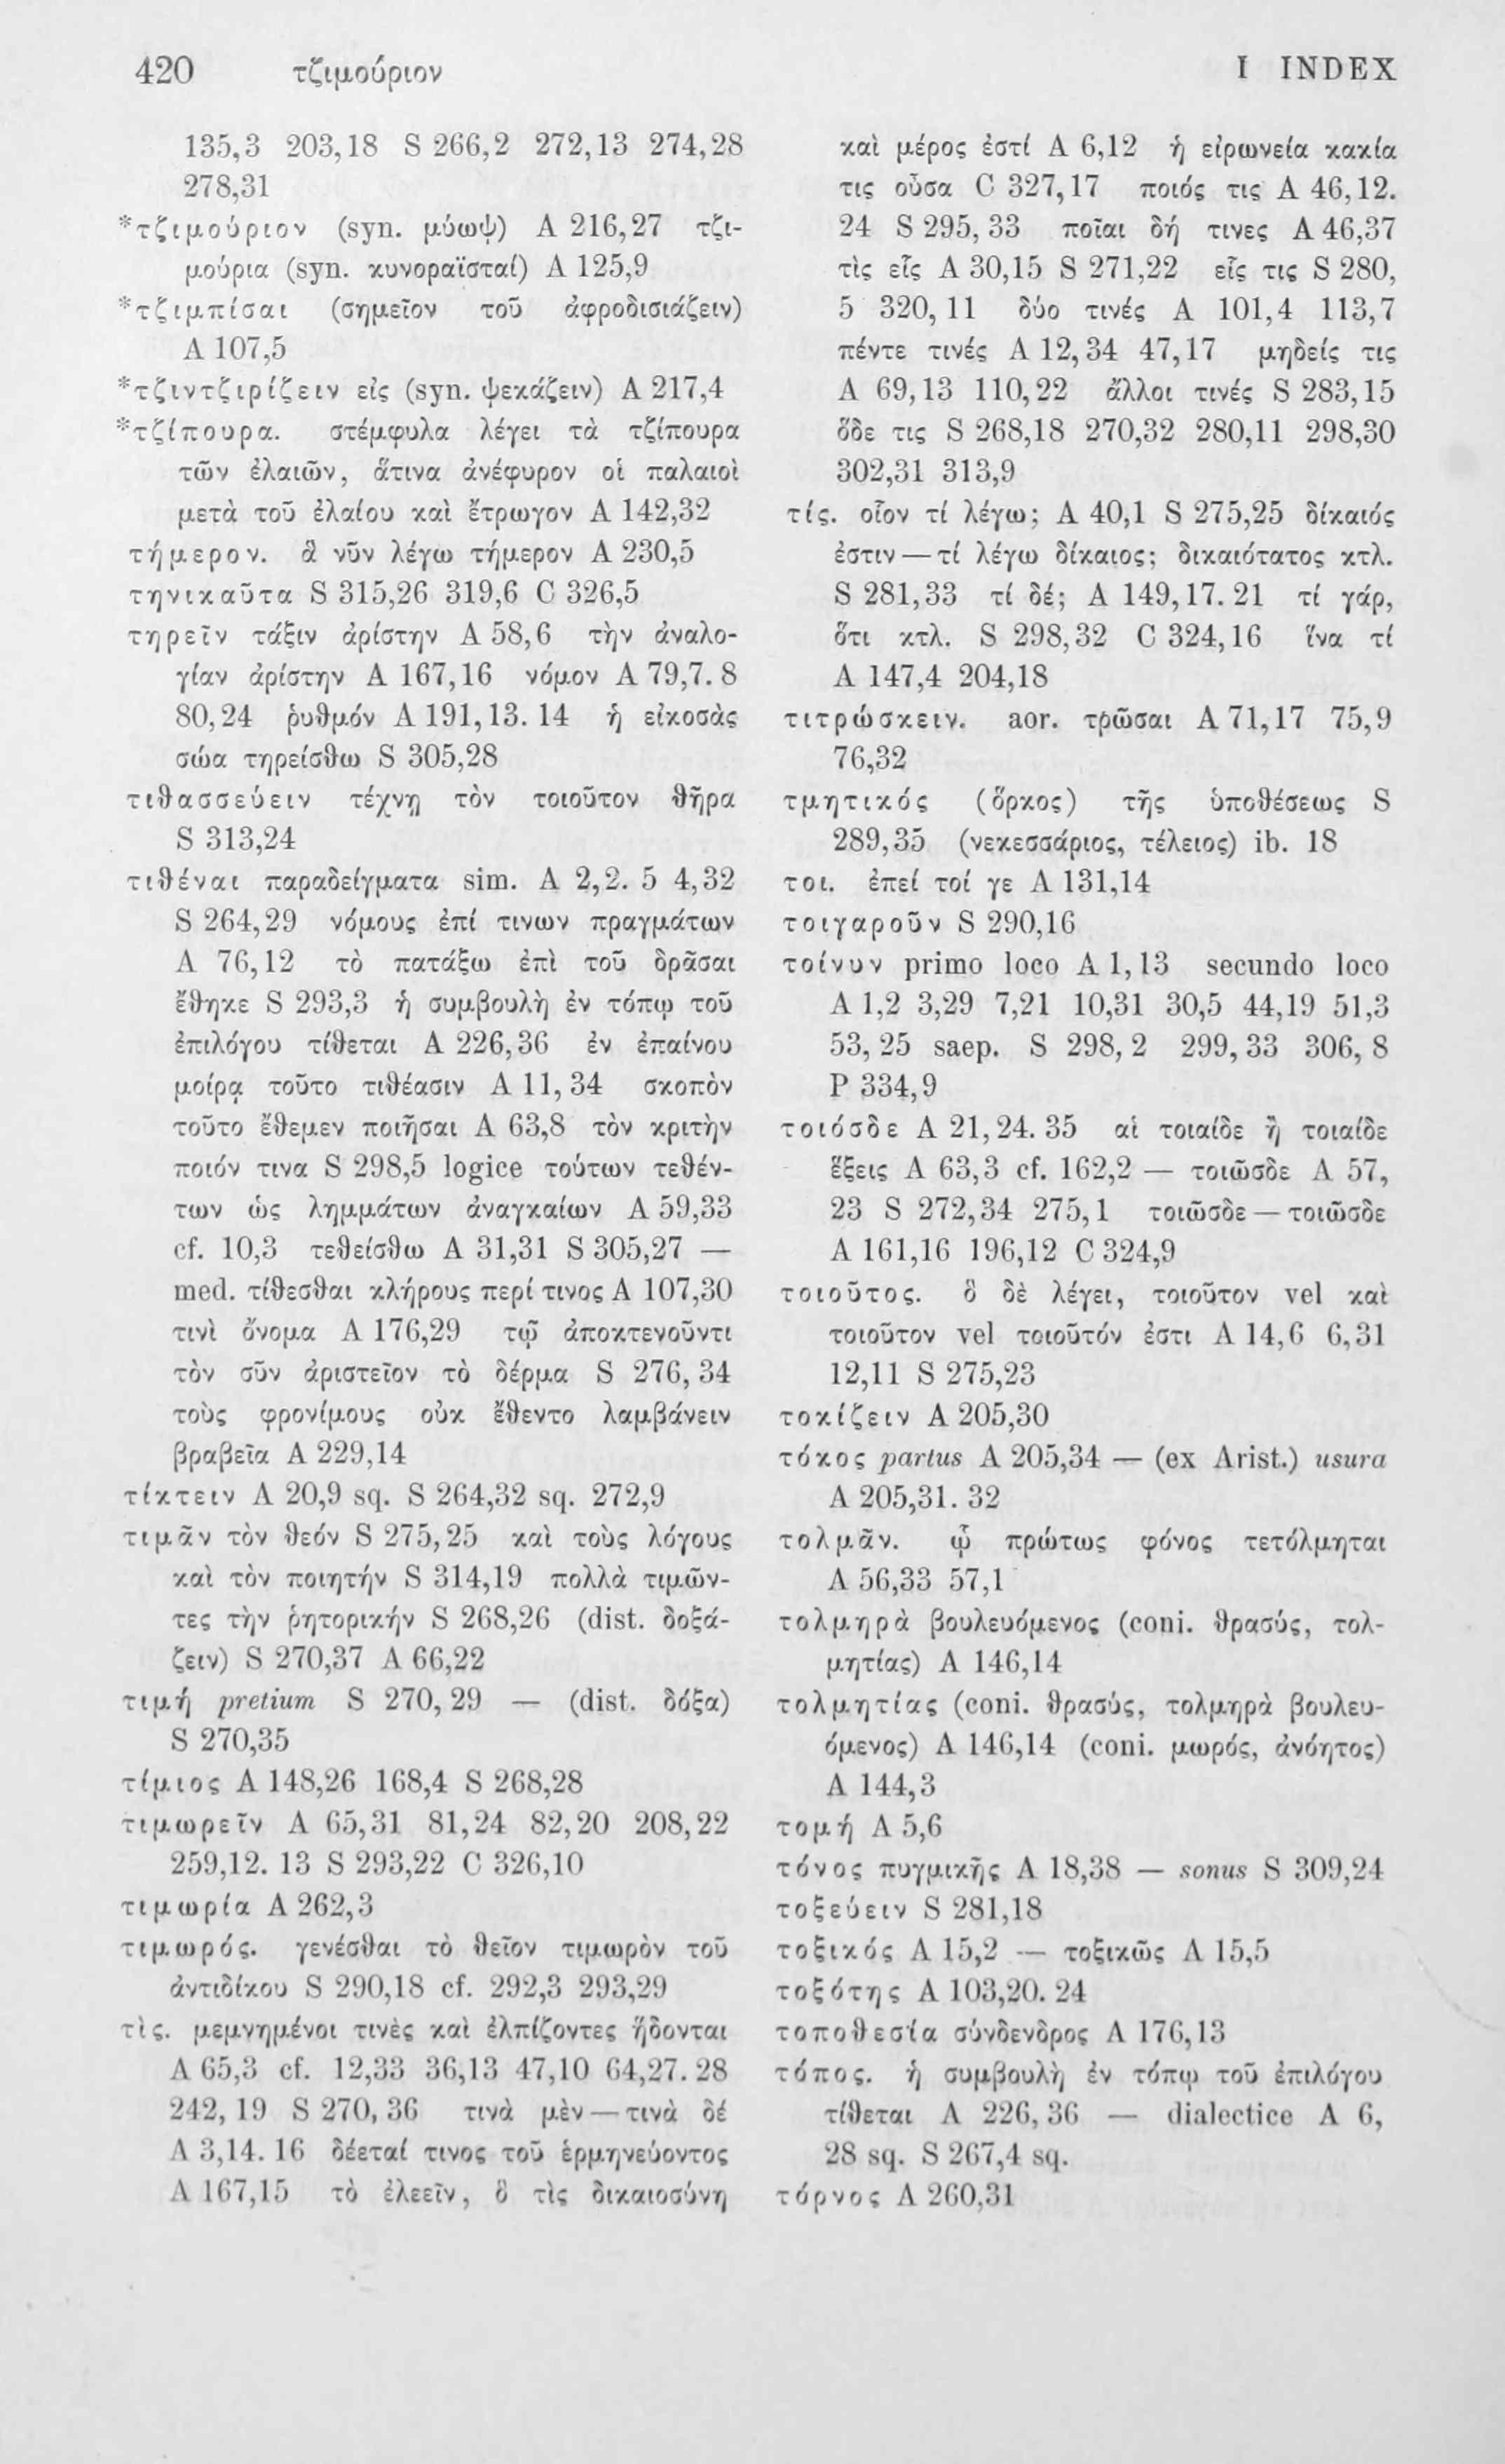 420 τζιμούριον I INDEX
135,3 203,18 S 266,2 272,13 274,28
278,31
*τζιμούριον (syn. μύωψ) A 216,27 τζι-
μούρια (syn. κυνοραϊσταί) A 125,9
*τζιμπίσαι (σημεῖον τοῦ ἀφροδισιάζειν)
A 107,5
*τζιντζιρίζειν εἰς (syn. ψεκάζειν) A 217,4
*τζίπουρα. στέμφυλα λέγει τὰ τζίπουρα
τῶν ἐλαιῶν, ἅτινα ἀνέφυρον οἱ παλαιοὶ
μετὰ τοῦ ἐλαίου καὶ ἔτρωγον A 142,32
τήμερον. ἃ νῦν λέγω τήμερον A 230,5
τηνικαῦτα S 315,26 319,6 C 326,5
τηρεῖν τάξιν ἀρίστην A 58,6 τὴν ἀναλο-
γίαν ἀρίστην A 167,16 νόμον A 79,7. 8
80,24 ῥυθμόν A 191,13. 14 ἡ εἰκοσὰς
σώα τηρείσθω S 305,28
τιθασσεύειν τέχνῃ τὸν τοιοῦτον θῆρα
S 313,24
τιθέναι παραδείγματα sim. A 2,2. 5 4,32
S 264,29 νόμους ἐπί τινων πραγμάτων
A 76,12 τὸ πατάξω ἐπὶ τοῦ δρᾶσαι
ἔθηκε S 293,3 ἡ συμβουλὴ ἐν τόπῳ τοῦ
ἐπιλόγου τίθεται A 226,36 ἐν ἐπαίνου
μοίρᾳ τοῦτο τιθέασιν A 11,34 σκοπὸν
τοῦτο ἔθεμεν ποιῆσαι A 63,8 τὸν κριτὴν
ποιόν τινα S 298,5 logice τούτων τεθέν-
των ὡς λημμάτων ἀναγκαίων A 59,33
cf. 10,3 τεθείσθω A 31,31 S 305,27 —
med. τίθεσθαι κλήρους περί τινος A 107,30
τινὶ ὄνομα A 176,29 τῷ ἀποκτενοῦντι
τὸν σῦν ἀριστεῖον τὸ δέρμα S 276,34
τοὺς φρονίμους οὐκ ἔθεντο λαμβάνειν
βραβεῖα A 229,14
τίκτειν A 20,9 sq. S 264,32 sq. 272,9
τιμᾶν τὸν θεόν S 275,25 καὶ τοὺς λόγους
καὶ τὸν ποιητήν S 314,19 πολλὰ τιμῶν-
τες τὴν ῥητορικήν S 268,26 (dist. δοξά-
ζειν) S 270,37 A 66,22
τιμή pretium S 270,29 — (dist. δόξα)
S 270,35
τίμιος A 148,26 168,4 S 268,28
τιμωρεῖν A 65,31 81,24 82,20 208,22
259,12. 13 S 293,22 C 326,10
τιμωρία A 262,3
τιμωρός. γενέσθαι τὸ θεῖον τιμωρὸν τοῦ
ἀντιδίκου S 290,18 cf. 292,3 293,29
τὶς. μεμνημένοι τινὲς καὶ ἐλπίζοντες ἥδονται
A 65,3 cf. 12,33 36,13 47,10 64,27. 28
242,19 S 270,36 τινὰ μὲν — τινὰ δέ
A 3,14. 16 δέεταί τινος τοῦ ἑρμηνεύοντος
A 167,15 τὸ ἐλεεῖν, ὅ τὶς δικαιοσύνη
καὶ μέρος ἐστί A 6,12 ἡ εἰρωνεία κακία
τις οὖσα C 327,17 ποιός τις A 46,12.
24 S 295,33 ποῖαι δή τινες A 46,37
τὶς εἷς A 30,15 S 271,22 εἷς τις S 280,
5 320,11 δύο τινές A 101,4 113,7
πέντε τινές A 12,34 47,17 μηδείς τις
A 69,13 110,22 ἄλλοι τινές S 283,15
ὅδε τις S 268,18 270,32 280,11 298,30
302,31 313,9
τίς. οἷον τί λέγω; A 40,1 S 275,25 δίκαιός
ἐστιν — τί λέγω δίκαιος; δικαιότατος κτλ.
S 281,33 τί δέ; A 149,17. 21 τί γάρ,
ὅτι κτλ. S 298,32 C 324,16 ἵνα τί
A 147,4 204,18
τιτρώσκειν. aor. τρῶσαι A 71,17 75,9
76,32
τμητικός (ὅρκος) τῆς ὑποθέσεως S
289,35 (νεκεσσάριος, τέλειος) ib. 18
τοι. ἐπεί τοί γε A 131,14
τοιγαροῦν S 290,16
τοίνυν primo loco A 1,13 secundo loco
A 1,2 3,29 7,21 10,31 30,5 44,19 51,3
53,25 saep. S 298,2 299,33 306,8
P 334,9
τοιόσδε A 21,24. 35 αἱ τοιαίδε ἢ τοιαίδε
ἕξεις A 63,3 cf. 162,2 — τοιῶσδε A 57,
23 S 272,34 275,1 τοιῶσδε — τοιῶσδε
A 161,16 196,12 C 324,9
τοιοῦτος. ὃ δὲ λέγει, τοιοῦτον vel καὶ
τοιοῦτον vel τοιοῦτόν ἐστι A 14,6 6,31
12,11 S 275,23
τοκίζειν A 205,30
τόκος partus A 205,34 — (ex Arist.) usura
A 205,31. 32
τολμᾶν. ᾧ πρώτως φόνος τετόλμηται
A 56,33 57,1
τολμηρὰ βουλευόμενος (coni. θρασύς, τολ-
μητίας) A 146,14
τολμητίας (coni. θρασύς, τολμηρὰ βουλευ-
όμενος) A 146,14 (coni. μωρός, ἀνόητος)
A 144,3
τομή A 5,6
τόνος πυγμικῆς A 18,38 — sonus S 309,24
τοξεύειν S 281,18
τοξικός A 15,2 — τοξικῶς A 15,5
τοξότης A 103,20. 24
τοποθεσία σύνδενδρος A 176,13
τόπος. ἡ συμβουλὴ ἐν τόπῳ τοῦ ἐπιλόγου
τίθεται A 226,36 — dialectice A 6,
28 sq. S 267,4 sq.
τόρνος A 260,31